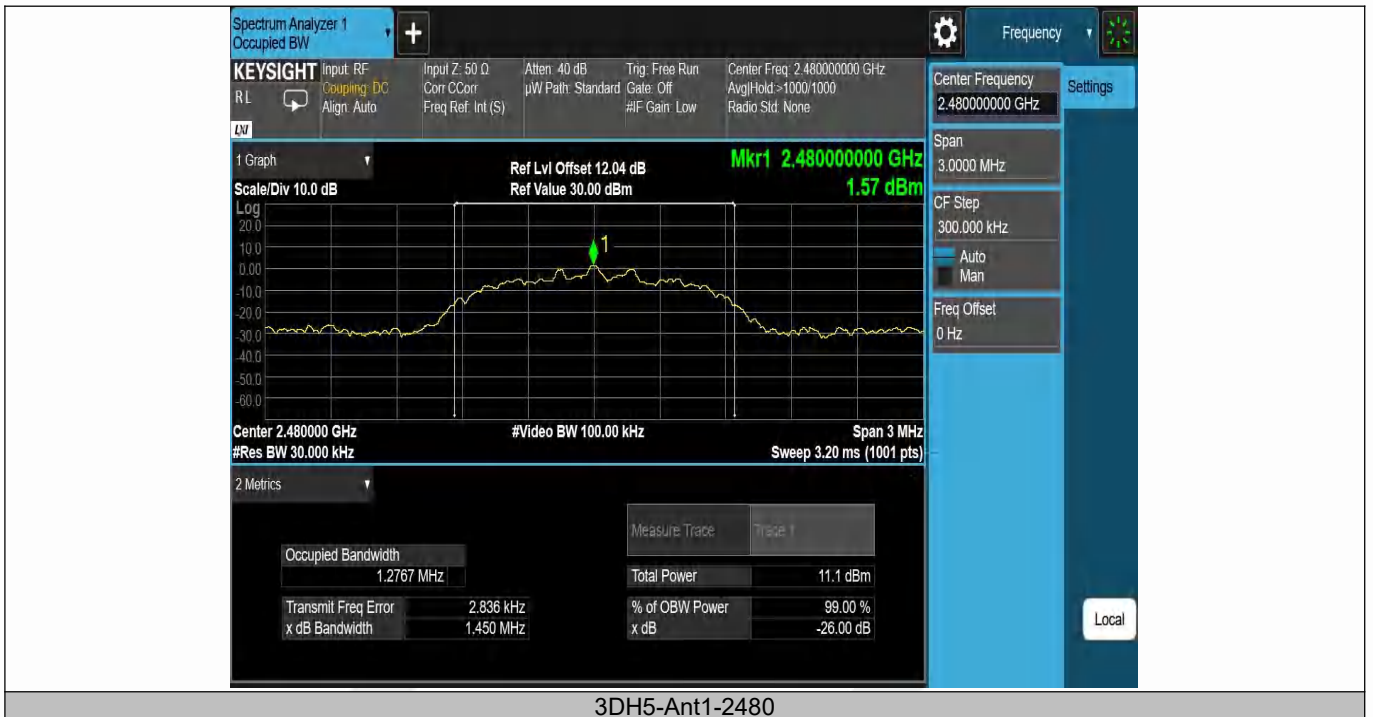 Spectrum Analyzer 1
Occupied BW
+
Frequency
KEYSIGHT
RL
LXI
Input: RF
Coupling: DC
Align: Auto
Input Z: 50 Ω
Corr CCorr
Freq Ref: Int (S)
Atten: 40 dB
µW Path: Standard
Trig: Free Run
Gate: Off
#IF Gain: Low
Center Freq: 2.480000000 GHz
Avg|Hold:>1000/1000
Radio Std: None
Center Frequency
2.480000000 GHz
Settings
Span
3.0000 MHz
CF Step
300.000 kHz
Auto
Man
Freq Offset
0 Hz
Local
1 Graph
Scale/Div 10.0 dB
Ref Lvl Offset 12.04 dB
Ref Value 30.00 dBm
Mkr1 2.480000000 GHz
1.57 dBm
Log
20.0
10.0
0.00
-10.0
-20.0
-30.0
-40.0
-50.0
-60.0
1
Center 2.480000 GHz
#Video BW 100.00 kHz
Span 3 MHz
#Res BW 30.000 kHz
Sweep 3.20 ms (1001 pts)
2 Metrics
Measure Trace
Trace 1
Occupied Bandwidth
1.2767 MHz
Total Power
11.1 dBm
Transmit Freq Error
2.836 kHz
% of OBW Power
99.00 %
x dB Bandwidth
1.450 MHz
x dB
-26.00 dB
3DH5-Ant1-2480